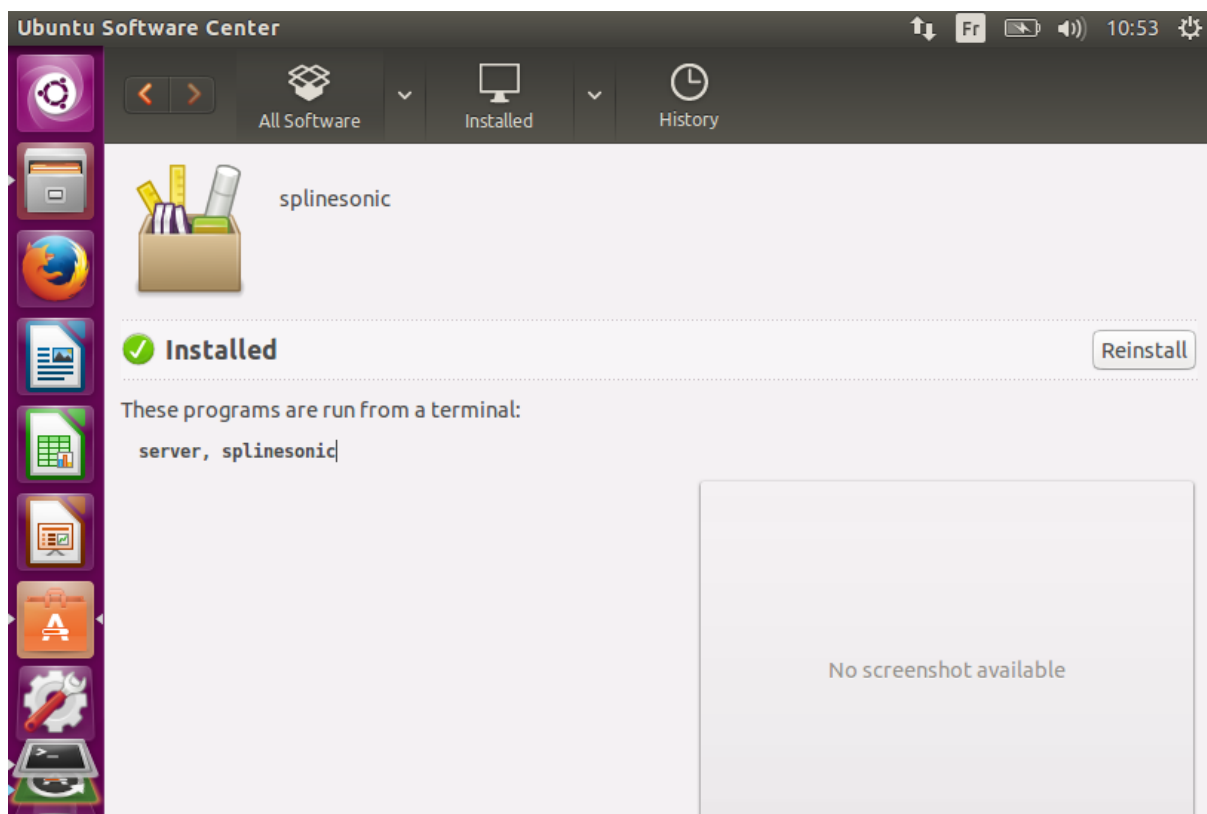 Ubuntu Software Center Fr 10:53
All Software Installed History
splinesonic
Installed Reinstall
These programs are run from a terminal:
server, splinesonic
No screenshot available